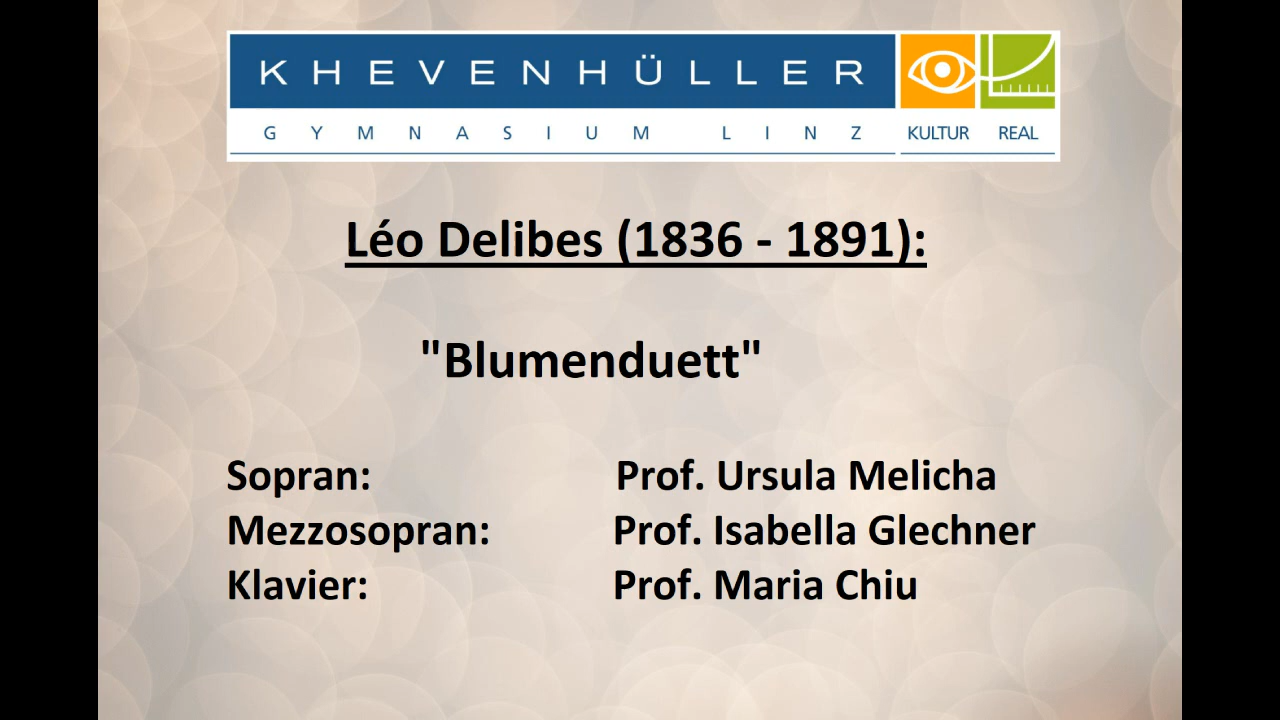 KHEVENHÜLLER
GYMNASIUM LINZ KULTUR REAL
Léo Delibes (1836 - 1891):
"Blumenduett"
Sopran: Prof. Ursula Melicha
Mezzosopran: Prof. Isabella Glechner
Klavier: Prof. Maria Chiu